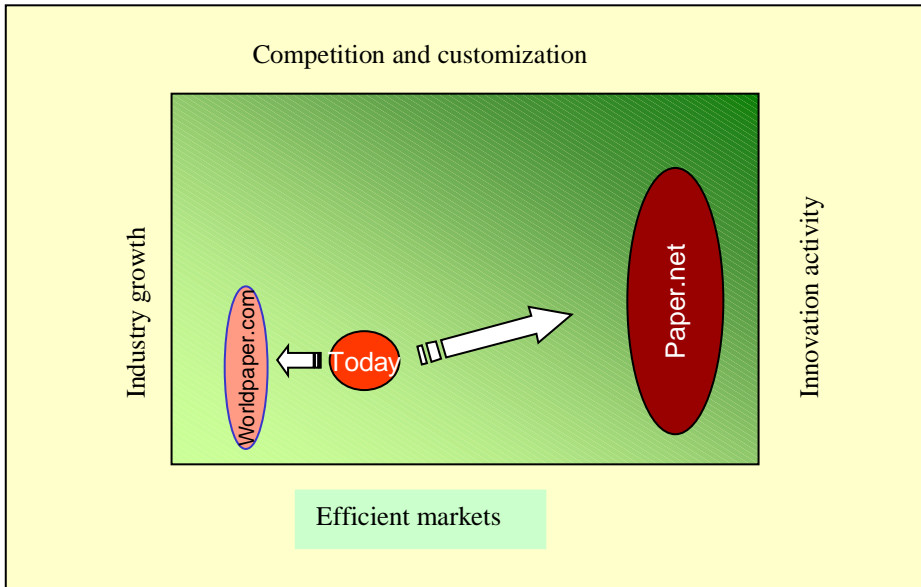 Competition and customization
Industry growth
Worldpaper.com
Today
Paper.net
Innovation activity
Efficient markets